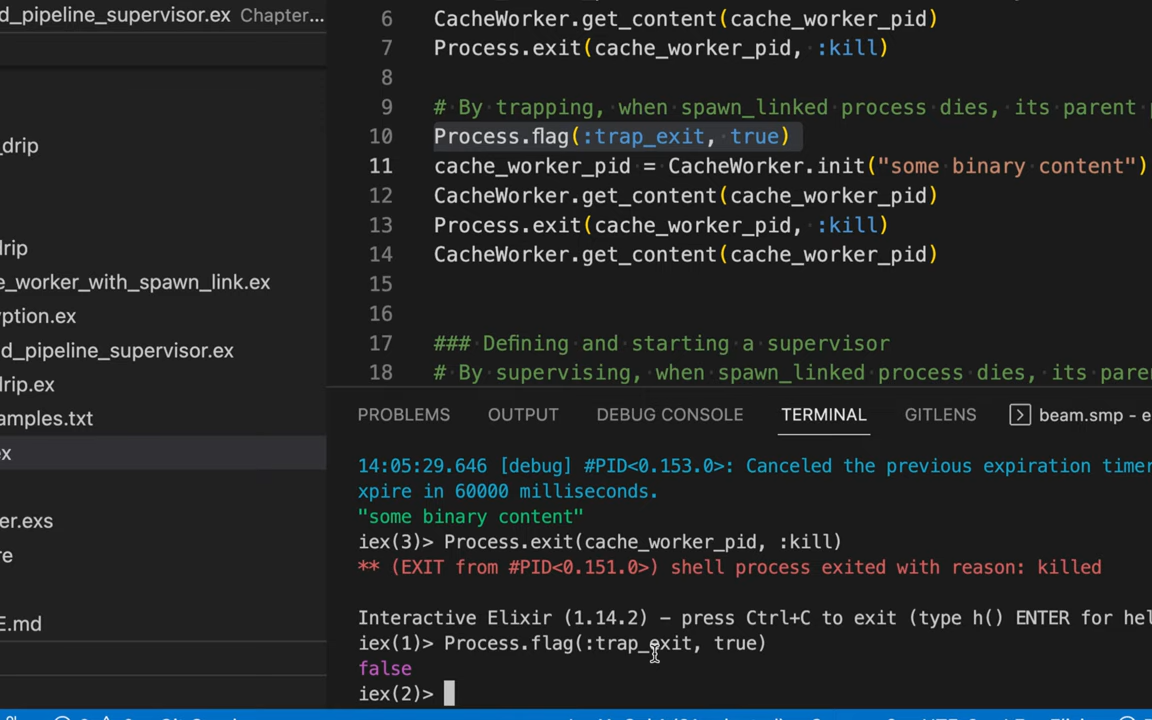 d_pipeline_supervisor.ex Chapter...
_drip
drip
e_worker_with_spawn_link.ex
yption.ex
d_pipeline_supervisor.ex
drip.ex
amples.txt
ex
er.exs
re
E.md
6 CacheWorker.get_content(cache_worker_pid)
7 Process.exit(cache_worker_pid, :kill)
8
9 # By trapping, when spawn_linked process dies, its parent
10 Process.flag(:trap_exit, true)
11 cache_worker_pid = CacheWorker.init("some binary content")
12 CacheWorker.get_content(cache_worker_pid)
13 Process.exit(cache_worker_pid, :kill)
14 CacheWorker.get_content(cache_worker_pid)
15
16
17 ### Defining and starting a supervisor
18 # By supervising, when spawn_linked process dies, its pare
PROBLEMS OUTPUT DEBUG CONSOLE TERMINAL GITLENS beam.smp - e
14:05:29.646 [debug] #PID<0.153.0>: Canceled the previous expiration timer
xpire in 60000 milliseconds.
"some binary content"
iex(3)> Process.exit(cache_worker_pid, :kill)
** (EXIT from #PID<0.151.0>) shell process exited with reason: killed
Interactive Elixir (1.14.2) – press Ctrl+C to exit (type h() ENTER for hel
iex(1)> Process.flag(:trap_exit, true)
false
iex(2)>